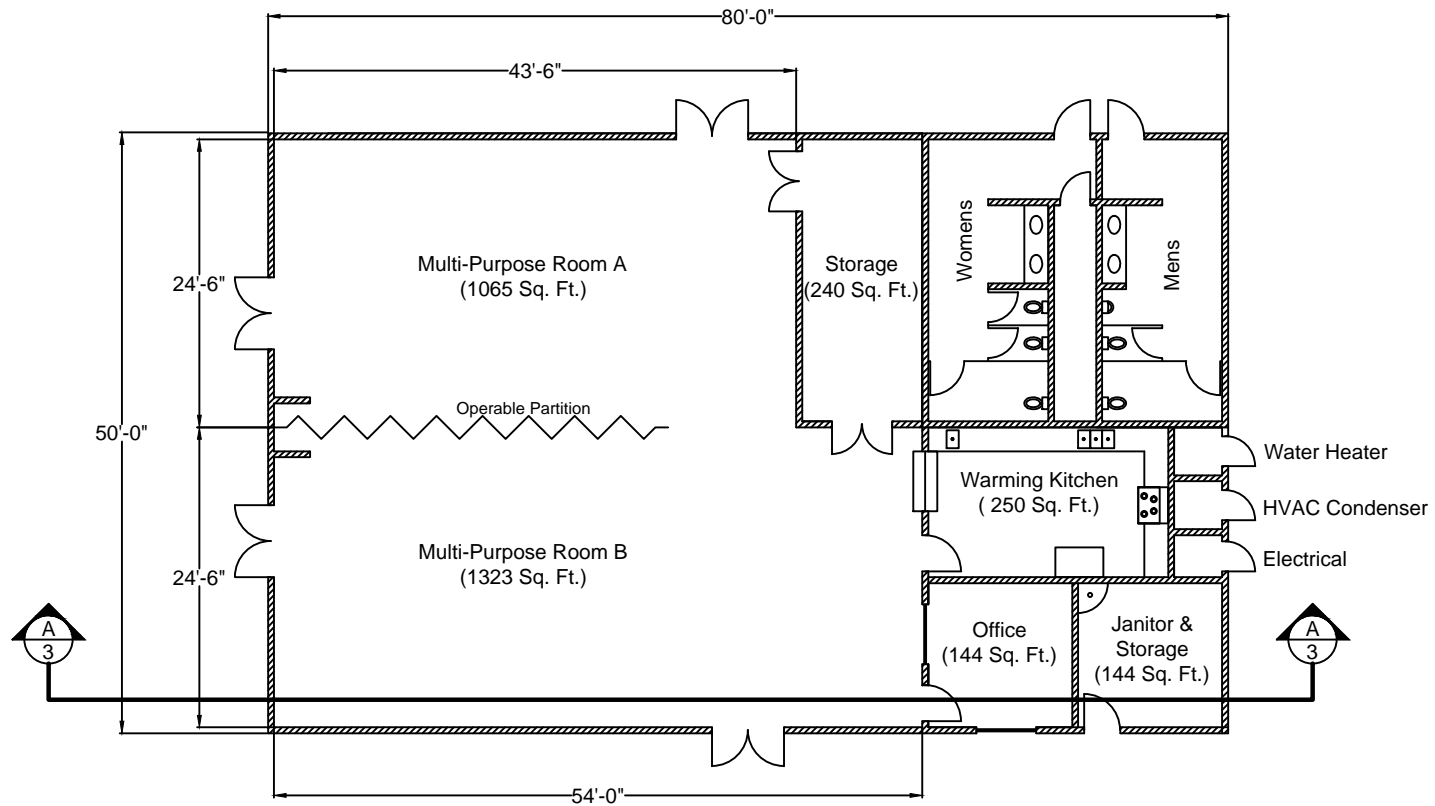 80'-0"
43'-6"
24'-6"
50'-0"
24'-6"
54'-0"
Multi-Purpose Room A
(1065 Sq. Ft.)
Storage
(240 Sq. Ft.)
Womens
Mens
Operable Partition
Multi-Purpose Room B
(1323 Sq. Ft.)
Warming Kitchen
( 250 Sq. Ft.)
Water Heater
HVAC Condenser
Electrical
Office
(144 Sq. Ft.)
Janitor &
Storage
(144 Sq. Ft.)
A
3
A
3